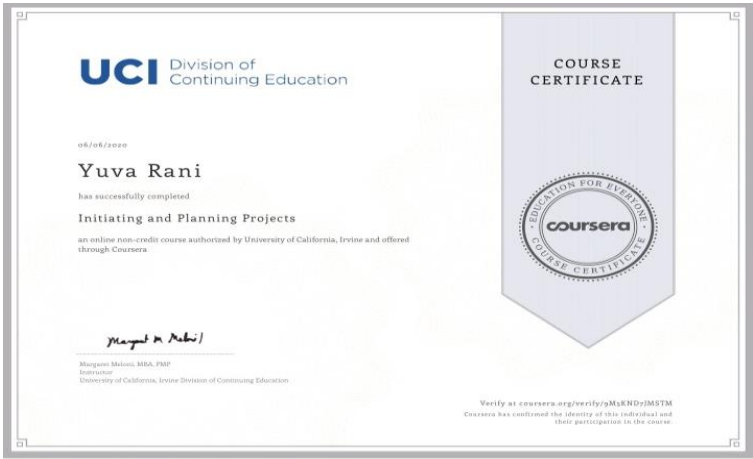 UCI Division of
Continuing Education
06/06/2020
Yuva Rani
has successfully completed
Initiating and Planning Projects
an online non-credit course authorized by University of California, Irvine and offered
through Coursera
Margaret Meloni, MBA, PMP
Instructor
University of California, Irvine Division of Continuing Education
COURSE
CERTIFICATE
EDUCATION FOR EVERYONE
coursera
COURSE CERTIFICATE
Verify at coursera.org/verify/9M5KND7JMSTM
Coursera has confirmed the identity of this individual and
their participation in the course.